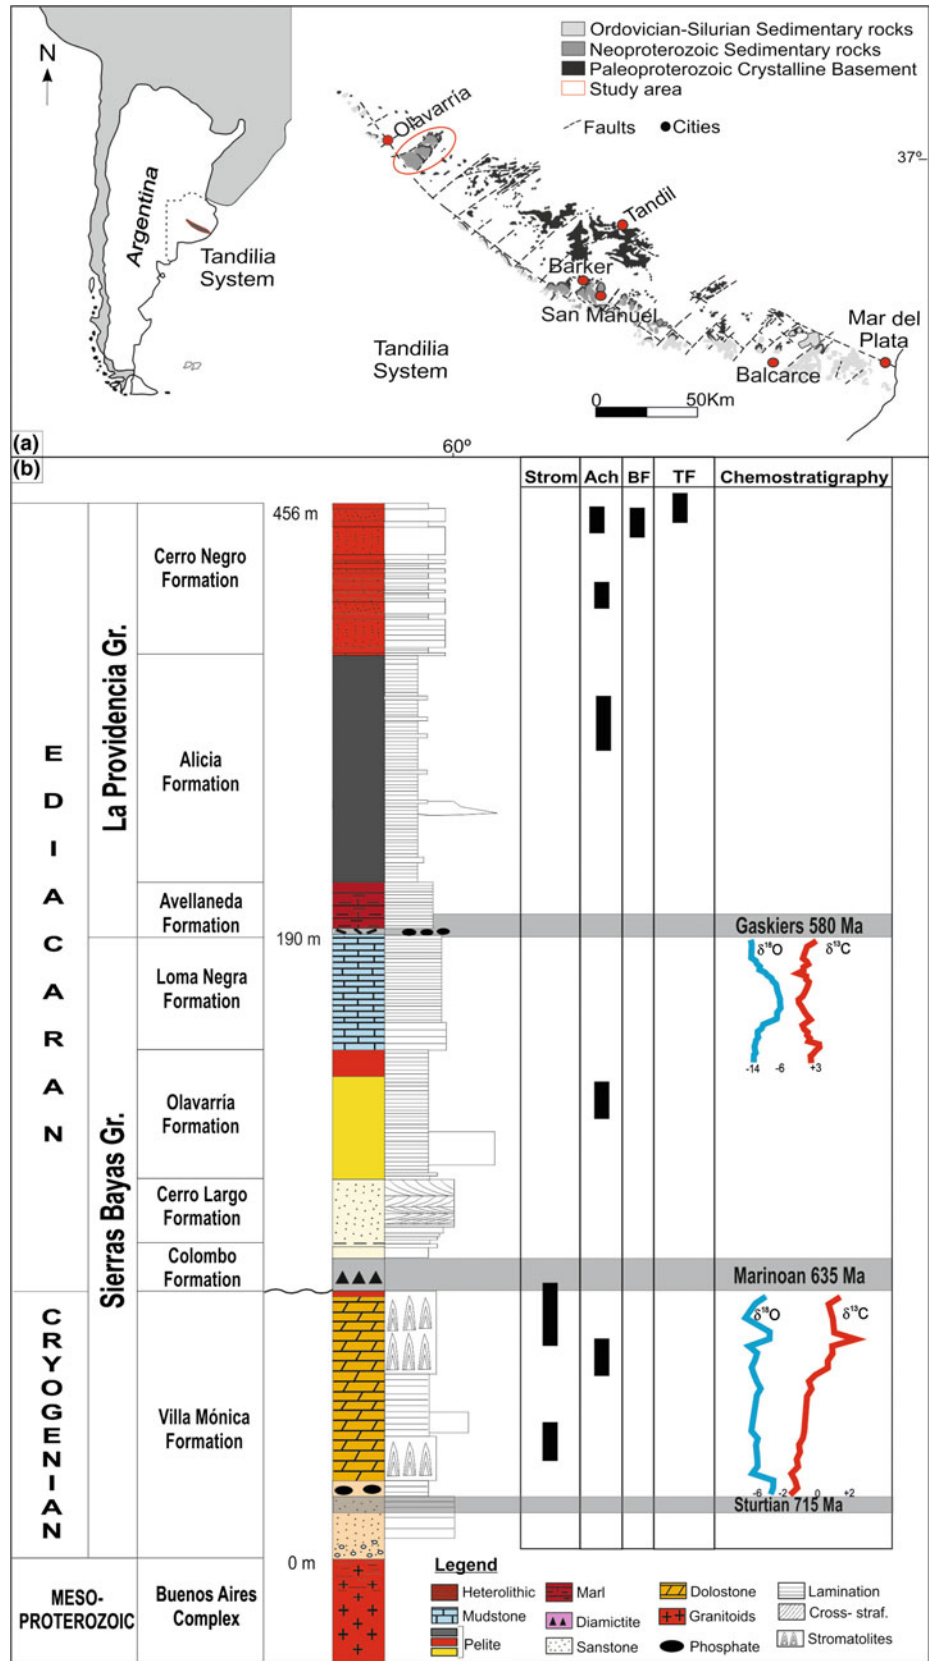 Ordovician-Silurian Sedimentary rocks
Neoproterozoic Sedimentary rocks
Paleoproterozoic Crystalline Basement
Study area
Faults
Cities
N
Argentina
Tandilia
System
Olavarría
37º
Tandil
Barker
San Manuel
Mar del
Plata
Balcarce
Tandilia
System
0
50Km
60º
(a)
(b)
Strom
Ach
BF
TF
Chemostratigraphy
456 m
Cerro Negro
Formation
La Providencia Gr.
Alicia
Formation
EDIACARAN
Avellaneda
Formation
Gaskiers 580 Ma
190 m
δ¹⁸O
δ¹³C
Loma Negra
Formation
-14
-6
+3
Olavarría
Formation
Sierras Bayas Gr.
Cerro Largo
Formation
Colombo
Formation
Marinoan 635 Ma
δ¹⁸O
δ¹³C
CRYOGENIAN
Villa Mónica
Formation
-6
-2
0
+2
Sturtian 715 Ma
0 m
MESO-
PROTEROZOIC
Buenos Aires
Complex
Legend
Heterolithic
Marl
Dolostone
Lamination
Mudstone
Diamictite
Granitoids
Cross- straf.
Pelite
Sanstone
Phosphate
Stromatolites